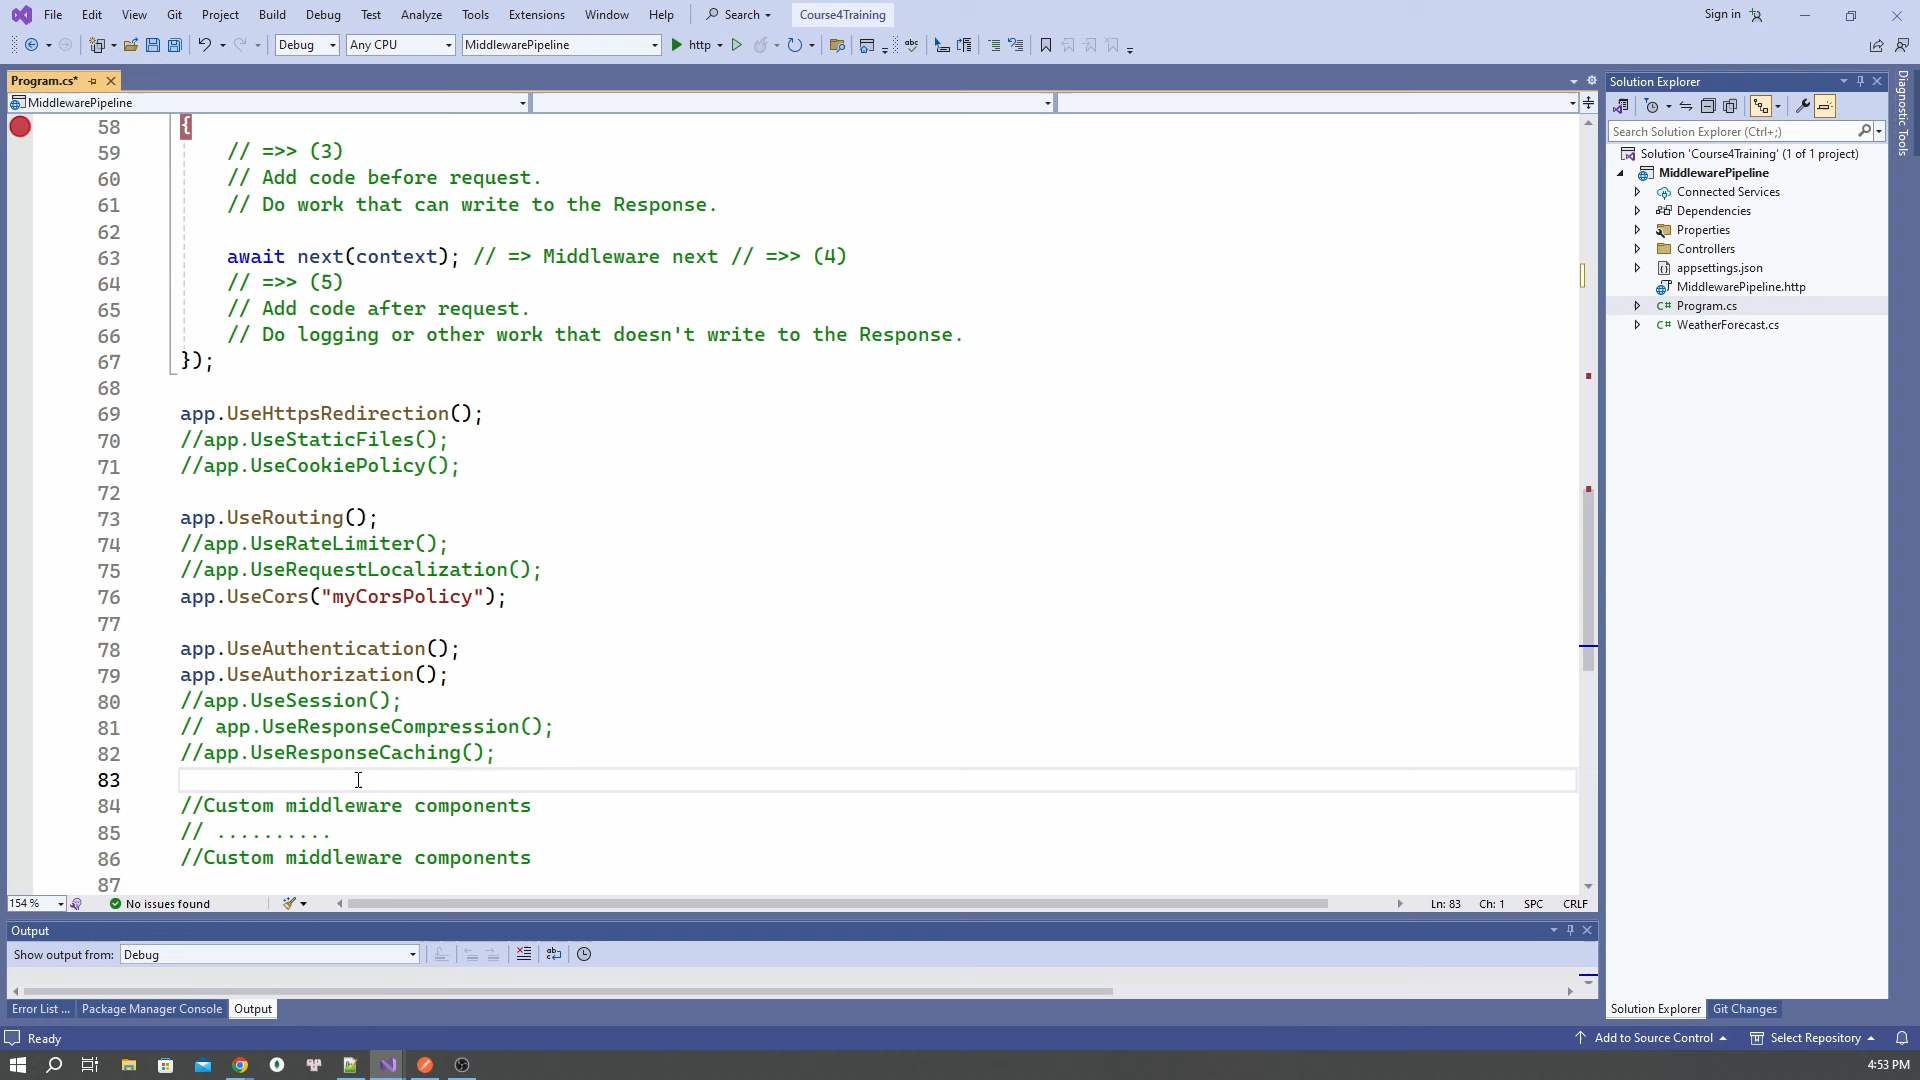 File Edit View Git Project Build Debug Test Analyze Tools Extensions Window Help Search Course4Training Sign in
Debug Any CPU MiddlewarePipeline http
Program.cs*
MiddlewarePipeline
58 {
59 // =>> (3)
60 // Add code before request.
61 // Do work that can write to the Response.
62
63 await next(context); // => Middleware next // =>> (4)
64 // =>> (5)
65 // Add code after request.
66 // Do logging or other work that doesn't write to the Response.
67 });
68
69 app.UseHttpsRedirection();
70 //app.UseStaticFiles();
71 //app.UseCookiePolicy();
72
73 app.UseRouting();
74 //app.UseRateLimiter();
75 //app.UseRequestLocalization();
76 app.UseCors("myCorsPolicy");
77
78 app.UseAuthentication();
79 app.UseAuthorization();
80 //app.UseSession();
81 // app.UseResponseCompression();
82 //app.UseResponseCaching();
83
84 //Custom middleware components
85 // ..........
86 //Custom middleware components
87
154 % No issues found Ln: 83 Ch: 1 SPC CRLF
Output
Show output from: Debug
Error List ... Package Manager Console Output
Solution Explorer
Search Solution Explorer (Ctrl+;)
Solution 'Course4Training' (1 of 1 project)
MiddlewarePipeline
Connected Services
Dependencies
Properties
Controllers
appsettings.json
MiddlewarePipeline.http
C# Program.cs
C# WeatherForecast.cs
Solution Explorer Git Changes
Diagnostic Tools
Ready Add to Source Control Select Repository
4:53 PM